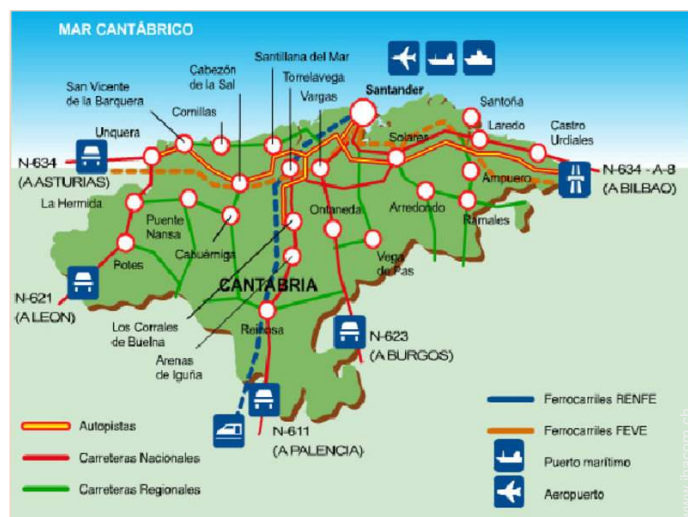 MAR CANTÁBRICO
Santillana del Mar
Cabezón
de la Sal
Torrelavega
San Vicente
de la Barquera
Vargas
Santander
Comillas
Santoña
Unquera
Solares
Laredo
Castro
Urdiales
N-634
(A ASTURIAS)
N-634 - A-8
(A BILBAO)
La Hermida
Ampuero
Puente
Nansa
Ontaneda
Arredondo
Ramales
Cabuérniga
Potes
Vega
de Pas
CANTÁBRIA
N-621
(A LEON)
Los Corrales
de Buelna
Reinosa
N-623
(A BURGOS)
Arenas
de Iguña
N-611
(A PALENCIA)
Autopistas
Carreteras Nacionales
Carreteras Regionales
Ferrocarriles RENFE
Ferrocarriles FEVE
Puerto marítimo
Aeropuerto